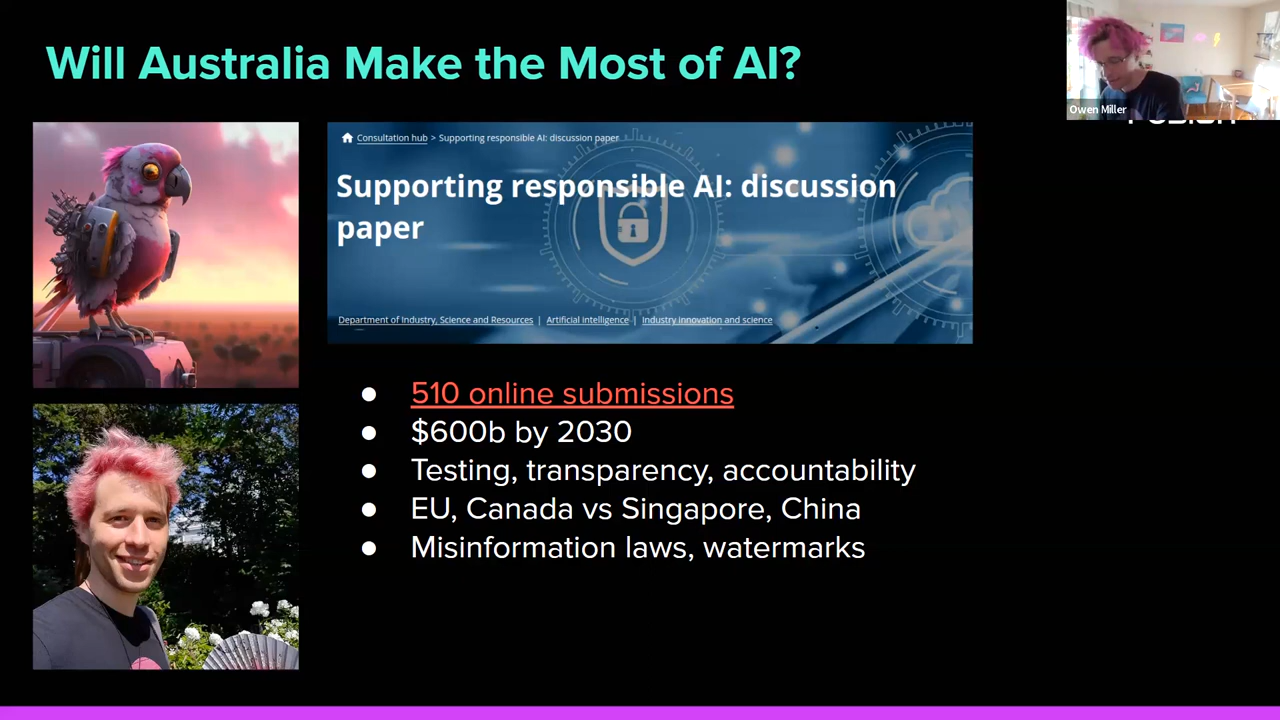 Will Australia Make the Most of AI?
Owen Miller
Consultation hub > Supporting responsible AI: discussion paper
Supporting responsible AI: discussion
paper
Department of Industry, Science and Resources | Artificial intelligence | Industry innovation and science
● 510 online submissions
● $600b by 2030
● Testing, transparency, accountability
● EU, Canada vs Singapore, China
● Misinformation laws, watermarks